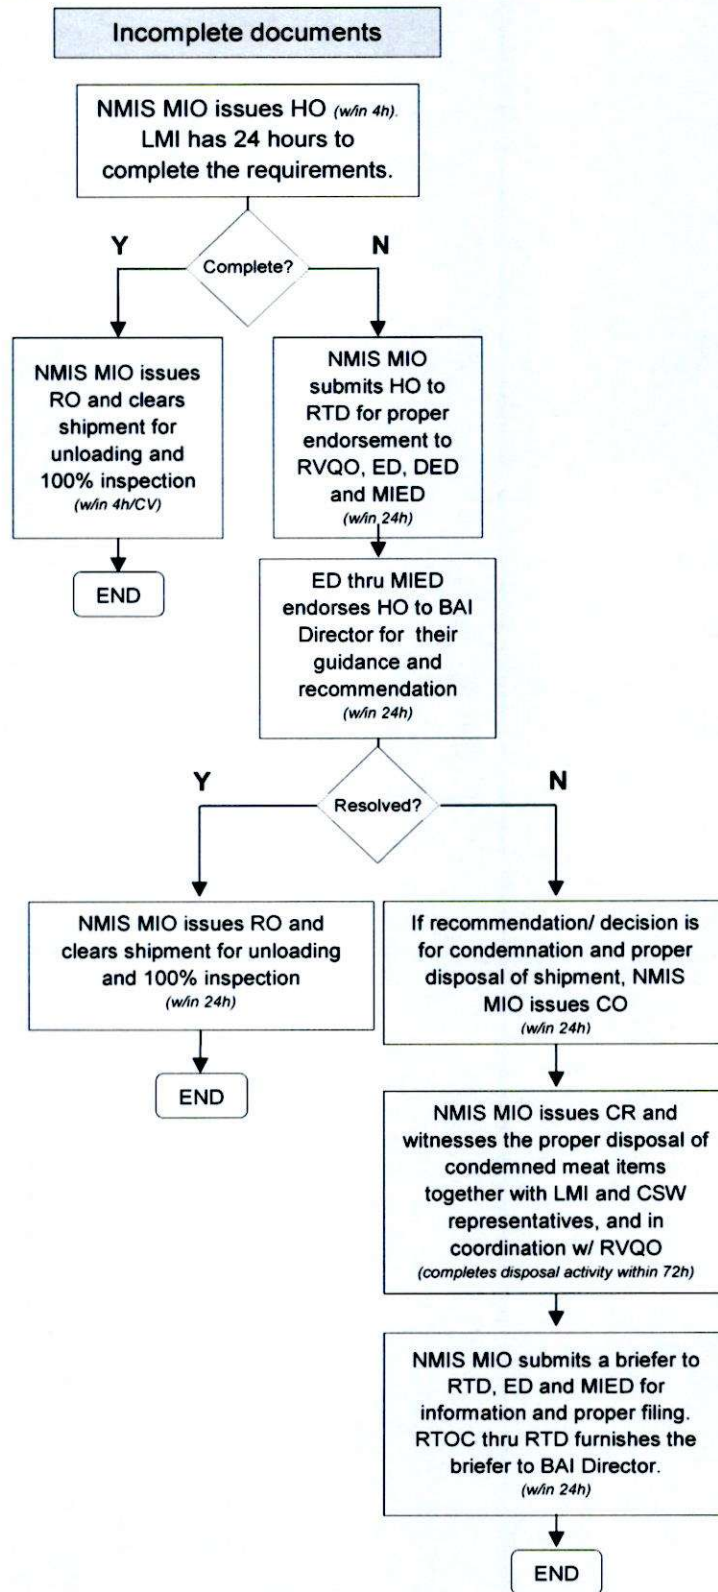 Incomplete documents
NMIS MIO issues HO (w/in 4h).
LMI has 24 hours to
complete the requirements.
Y
N
Complete?
NMIS MIO issues
RO and clears
shipment for
unloading and
100% inspection
(w/in 4h/CV)
END
NMIS MIO
submits HO to
RTD for proper
endorsement to
RVQO, ED, DED
and MIED
(w/in 24h)
ED thru MIED
endorses HO to BAI
Director for their
guidance and
recommendation
(w/in 24h)
Y
N
Resolved?
NMIS MIO issues RO and
clears shipment for unloading
and 100% inspection
(w/in 24h)
END
If recommendation/ decision is
for condemnation and proper
disposal of shipment, NMIS
MIO issues CO
(w/in 24h)
NMIS MIO issues CR and
witnesses the proper disposal of
condemned meat items
together with LMI and CSW
representatives, and in
coordination w/ RVQO
(completes disposal activity within 72h)
NMIS MIO submits a briefer to
RTD, ED and MIED for
information and proper filing.
RTOC thru RTD furnishes the
briefer to BAI Director.
(w/in 24h)
END